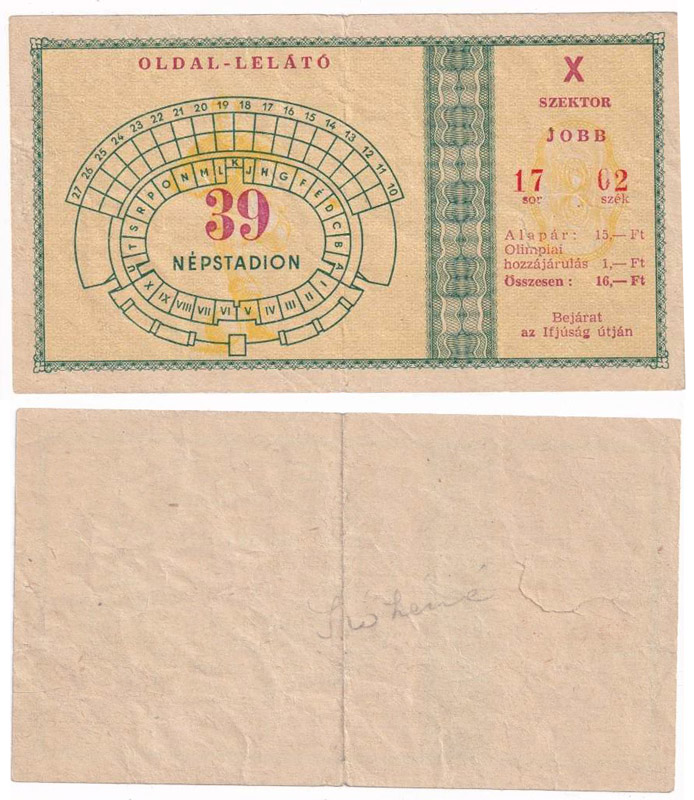 OLDAL-LELÁTÓ
27 26 25 24 23 22 21 20 19 18 17 16 15 14 13 12 11 10
U T S R P O N M L K J H G F É D C B A
39
NÉPSTADION
X IX VIII VII VI V IV III II I
X
SZEKTOR
JOBB
17 02
sor szék
Alapár: 15,— Ft
Olimpiai
hozzájárulás 1,— Ft
Összesen: 16,— Ft
Bejárat
az Ifjúság útján